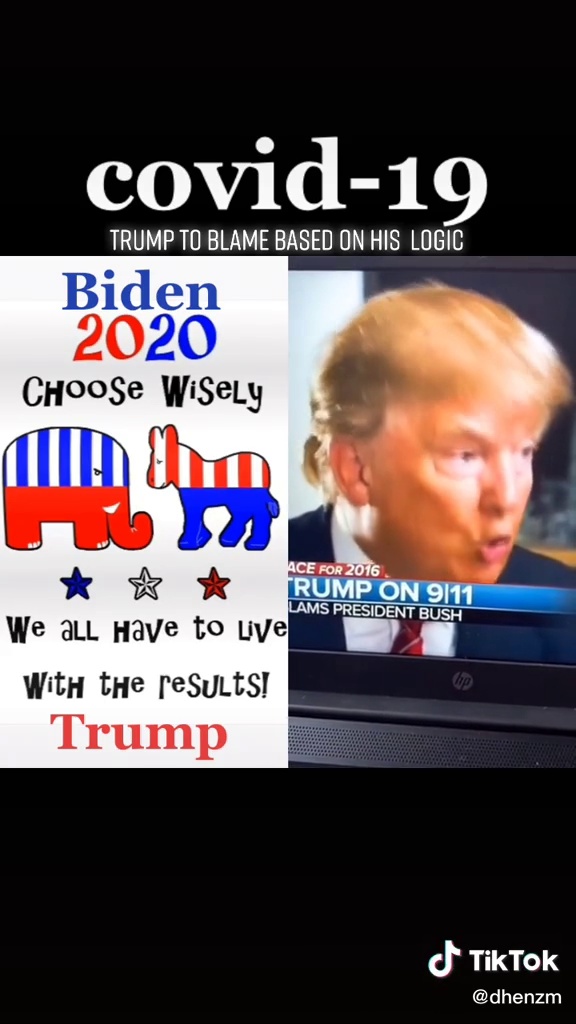 covid-19
TRUMP TO BLAME BASED ON HIS LOGIC
Biden
2020
CHOOSE WISELY
WE ALL HAVE TO LIVE
WITH THE RESULTS!
Trump
ACE FOR 2016
TRUMP ON 9|11
LAMS PRESIDENT BUSH
hp
TikTok
@dhenzm